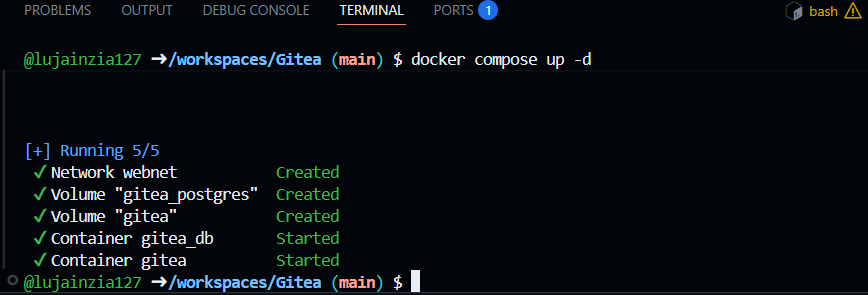 PROBLEMS OUTPUT DEBUG CONSOLE TERMINAL PORTS 1 bash
@lujainzia127 ➜/workspaces/Gitea (main) $ docker compose up -d
[+] Running 5/5
✓ Network webnet Created
✓ Volume "gitea_postgres" Created
✓ Volume "gitea" Created
✓ Container gitea_db Started
✓ Container gitea Started
@lujainzia127 ➜/workspaces/Gitea (main) $